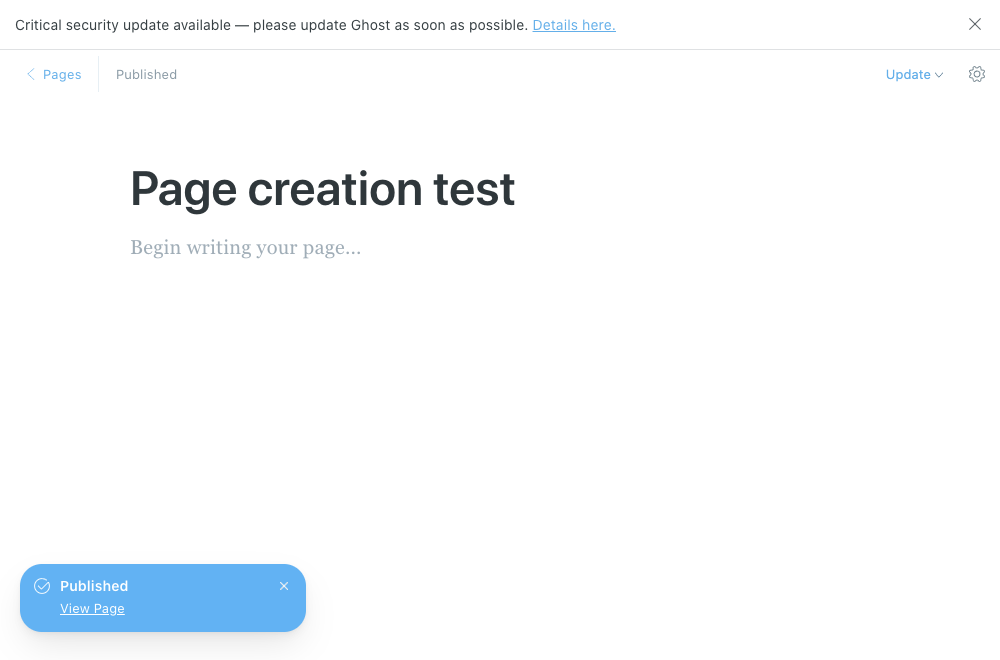 Critical security update available — please update Ghost as soon as possible. Details here.
Pages
Published
Update
Page creation test
Begin writing your page...
Published
View Page